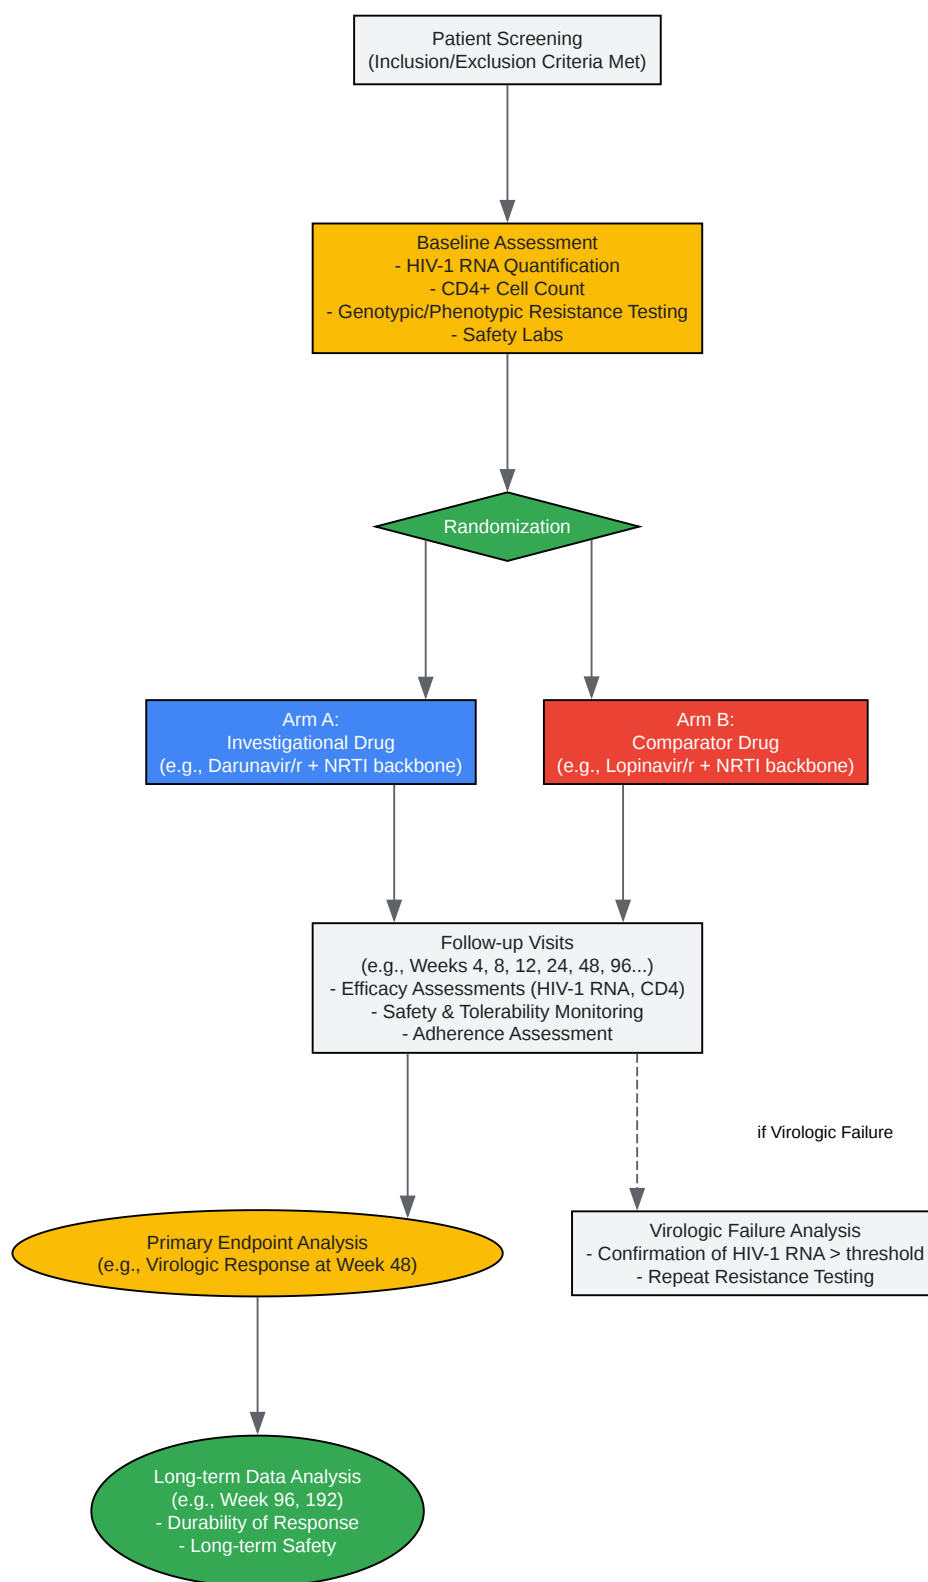 Patient Screening
(Inclusion/Exclusion Criteria Met)
Baseline Assessment
- HIV-1 RNA Quantification
- CD4+ Cell Count
- Genotypic/Phenotypic Resistance Testing
- Safety Labs
Randomization
Arm A:
Investigational Drug
(e.g., Darunavir/r + NRTI backbone)
Arm B:
Comparator Drug
(e.g., Lopinavir/r + NRTI backbone)
Follow-up Visits
(e.g., Weeks 4, 8, 12, 24, 48, 96...)
- Efficacy Assessments (HIV-1 RNA, CD4)
- Safety & Tolerability Monitoring
- Adherence Assessment
if Virologic Failure
Primary Endpoint Analysis
(e.g., Virologic Response at Week 48)
Virologic Failure Analysis
- Confirmation of HIV-1 RNA > threshold
- Repeat Resistance Testing
Long-term Data Analysis
(e.g., Week 96, 192)
- Durability of Response
- Long-term Safety